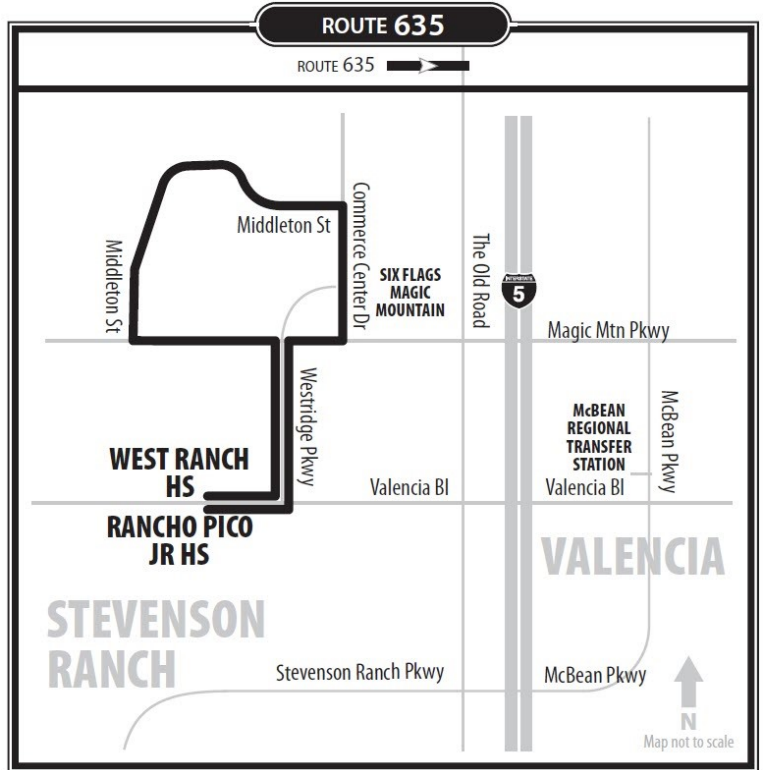 ROUTE 635
ROUTE 635
Middleton St
Middleton St
Commerce Center Dr
SIX FLAGS
MAGIC
MOUNTAIN
The Old Road
INTERSTATE
5
Magic Mtn Pkwy
Westridge Pkwy
McBEAN
REGIONAL
TRANSFER
STATION
McBean Pkwy
WEST RANCH
HS
Valencia Bl
Valencia Bl
RANCHO PICO
JR HS
VALENCIA
STEVENSON
RANCH
Stevenson Ranch Pkwy
McBean Pkwy
N
Map not to scale